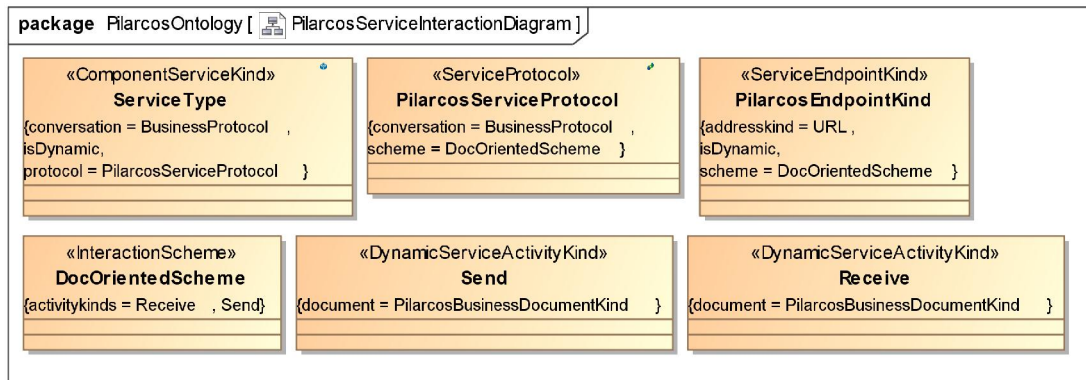 package PilarcosOntology [ PilarcosServiceInteractionDiagram ]
«ComponentServiceKind»
ServiceType
{conversation = BusinessProtocol ,
isDynamic,
protocol = PilarcosServiceProtocol }
«ServiceProtocol»
PilarcosServiceProtocol
{conversation = BusinessProtocol ,
scheme = DocOrientedScheme }
«ServiceEndpointKind»
PilarcosEndpointKind
{addresskind = URL ,
isDynamic,
scheme = DocOrientedScheme }
«InteractionScheme»
DocOrientedScheme
{activitykinds = Receive , Send}
«DynamicServiceActivityKind»
Send
{document = PilarcosBusinessDocumentKind }
«DynamicServiceActivityKind»
Receive
{document = PilarcosBusinessDocumentKind }